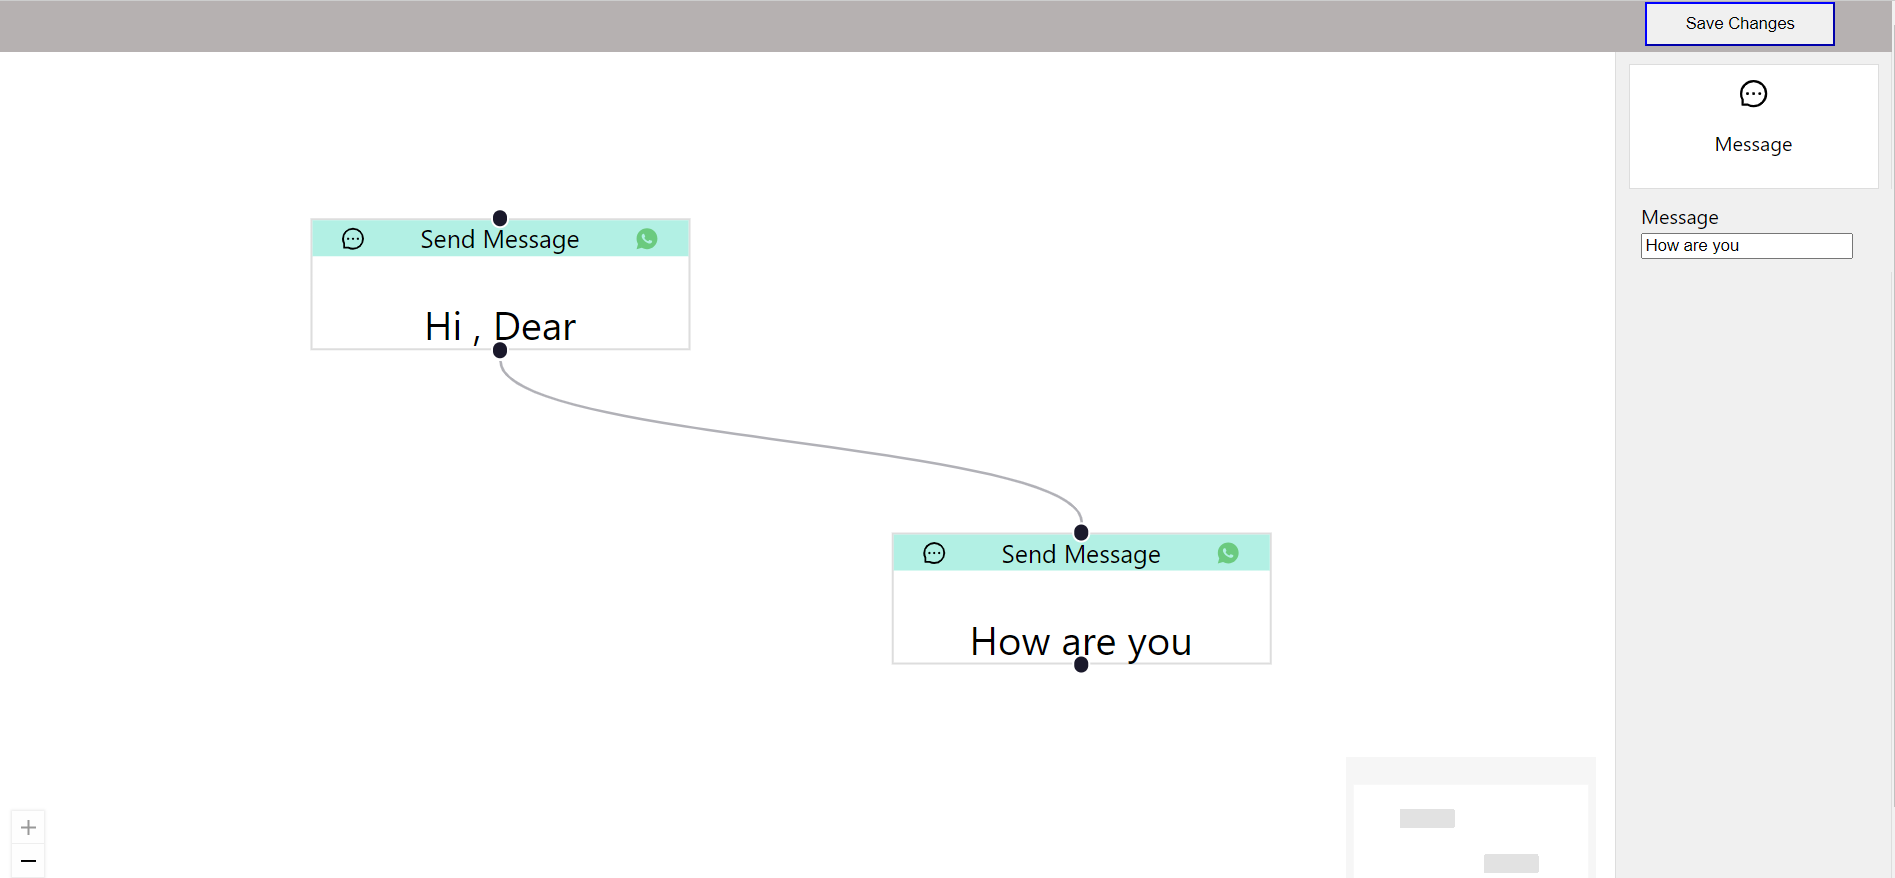 Save Changes
Message
Message
How are you
Send Message
Hi , Dear
Send Message
How are you